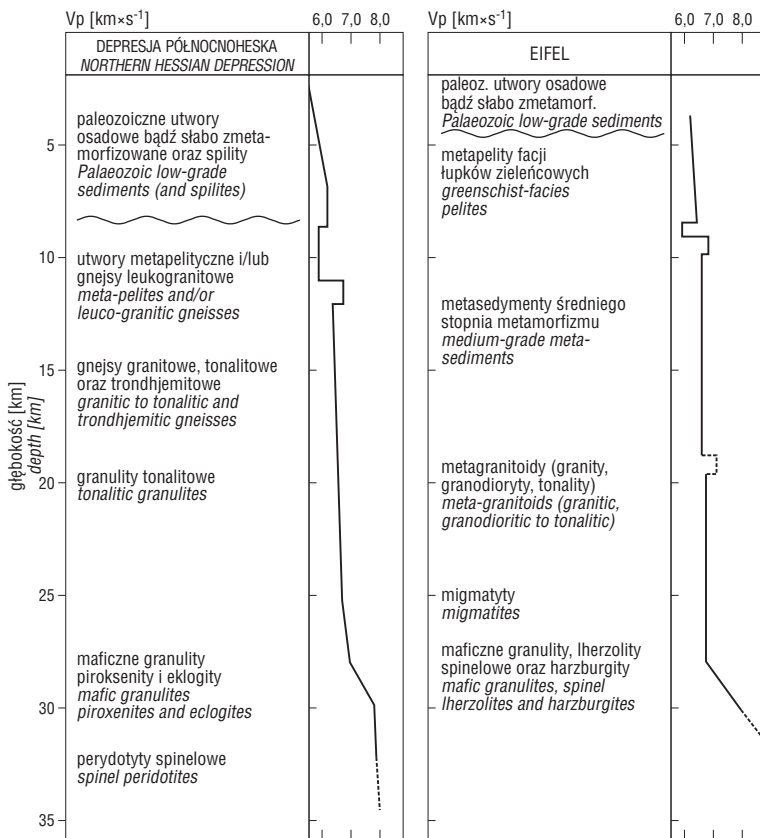 Vp [km×s⁻¹]
6,0 7,0 8,0
DEPRESJA PÓŁNOCNOHESKA
NORTHERN HESSIAN DEPRESSION
paleozoiczne utwory
osadowe bądź słabo zmeta-
morfizowane oraz spility
Palaeozoic low-grade
sediments (and spilites)
utwory metapelityczne i/lub
gnejsy leukogranitowe
meta-pelites and/or
leuco-granitic gneisses
gnejsy granitowe, tonalitowe
oraz trondhjemitowe
granitic to tonalitic and
trondhjemitic gneisses
granulity tonalitowe
tonalitic granulites
maficzne granulity
piroksenity i eklogity
mafic granulites
piroxenites and eclogites
perydotyty spinelowe
spinel peridotites
głębokość [km]
depth [km]
5
10
15
20
25
30
35
Vp [km×s⁻¹]
6,0 7,0 8,0
EIFEL
paleoz. utwory osadowe
bądź słabo zmetamorf.
Palaeozoic low-grade sediments
metapelity facji
łupków zieleńcowych
greenschist-facies
pelites
metasedymenty średniego
stopnia metamorfizmu
medium-grade meta-
sediments
metagranitoidy (granity,
granodioryty, tonality)
meta-granitoids (granitic,
granodioritic to tonalitic)
migmatyty
migmatites
maficzne granulity, lherzolity
spinelowe oraz harzburgity
mafic granulites, spinel
lherzolites and harzburgites